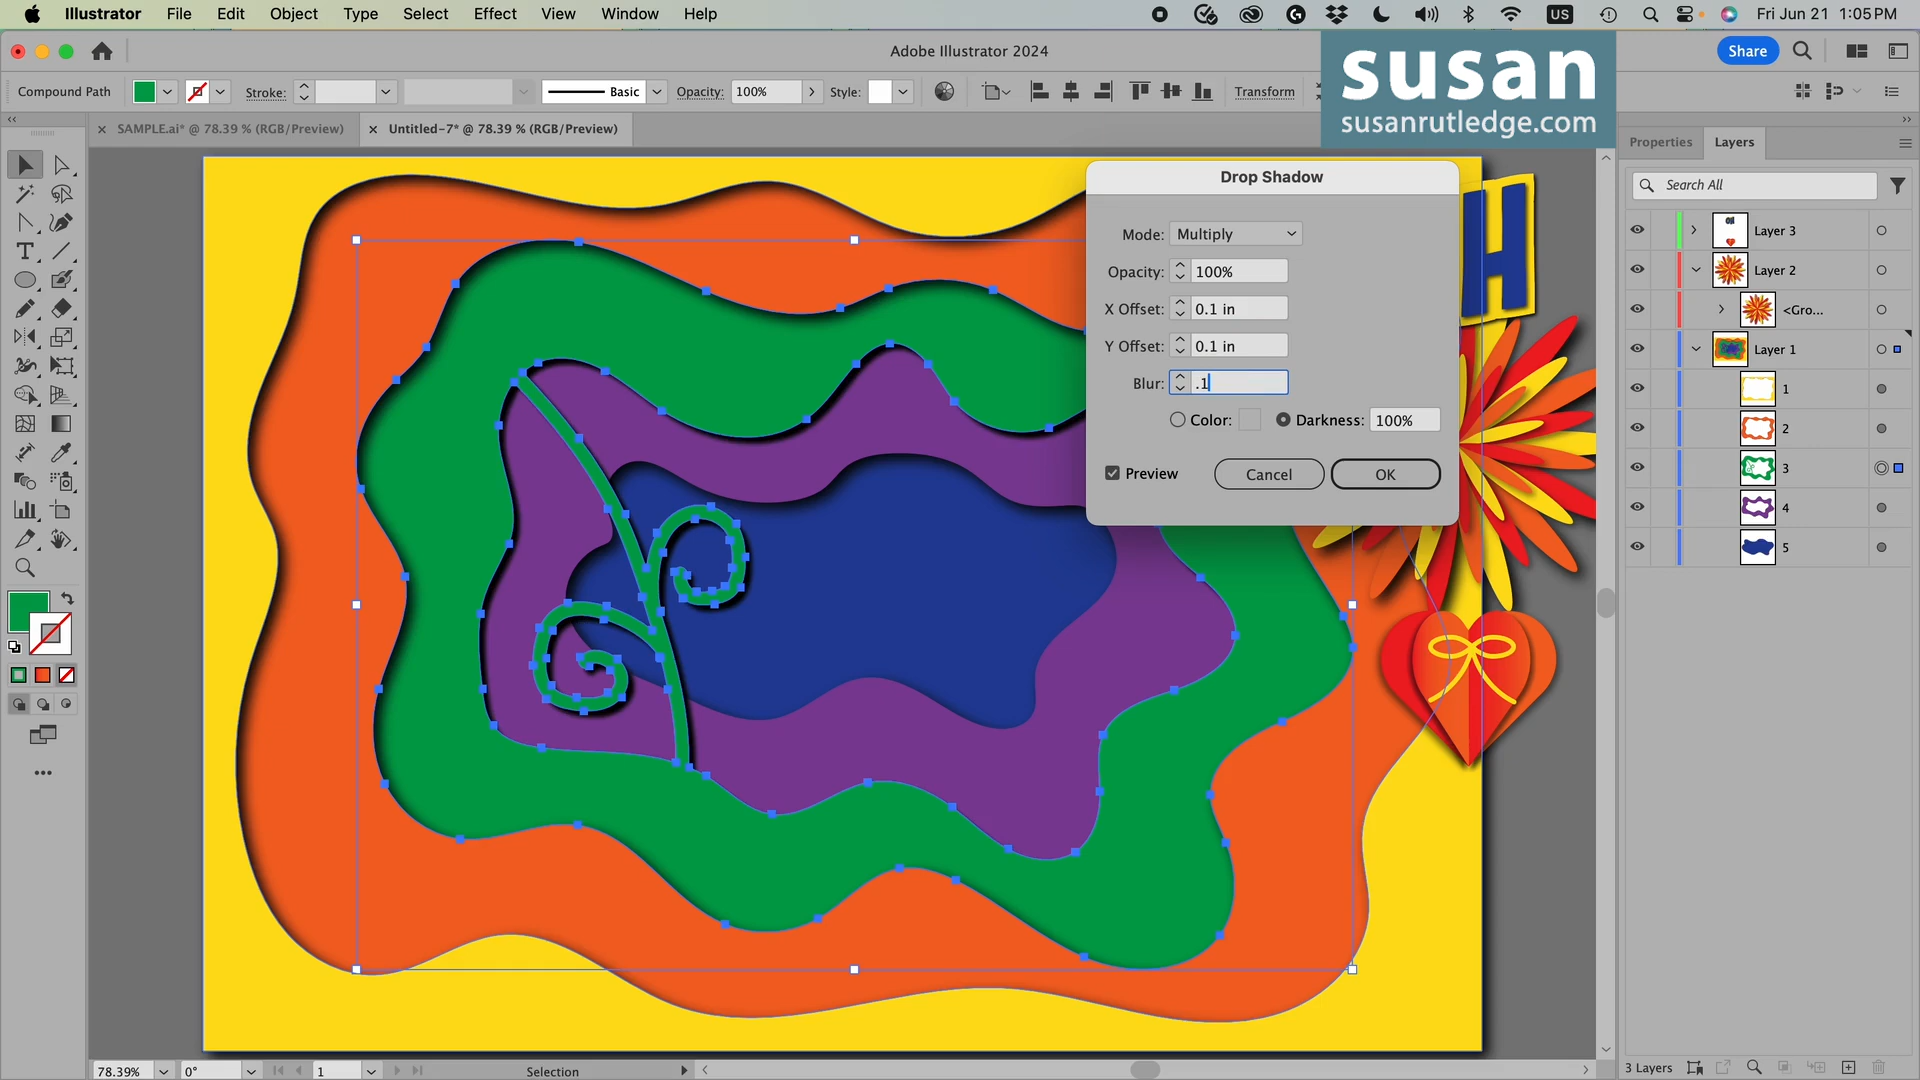 Illustrator File Edit Object Type Select Effect View Window Help US Fri Jun 21 1:05 PM
Adobe Illustrator 2024 Share
susan
susanrutledge.com
Compound Path Stroke: Basic Opacity: 100% Style: Transform
SAMPLE.ai* @ 78.39 % (RGB/Preview) Untitled-7* @ 78.39 % (RGB/Preview)
Properties Layers
Search All
Layer 3
Layer 2
<Gro...
Layer 1
1
2
3
4
5
Drop Shadow
Mode: Multiply
Opacity: 100%
X Offset: 0.1 in
Y Offset: 0.1 in
Blur: .1
Color: Darkness: 100%
Preview Cancel OK
H
78.39% 0° 1 Selection
3 Layers